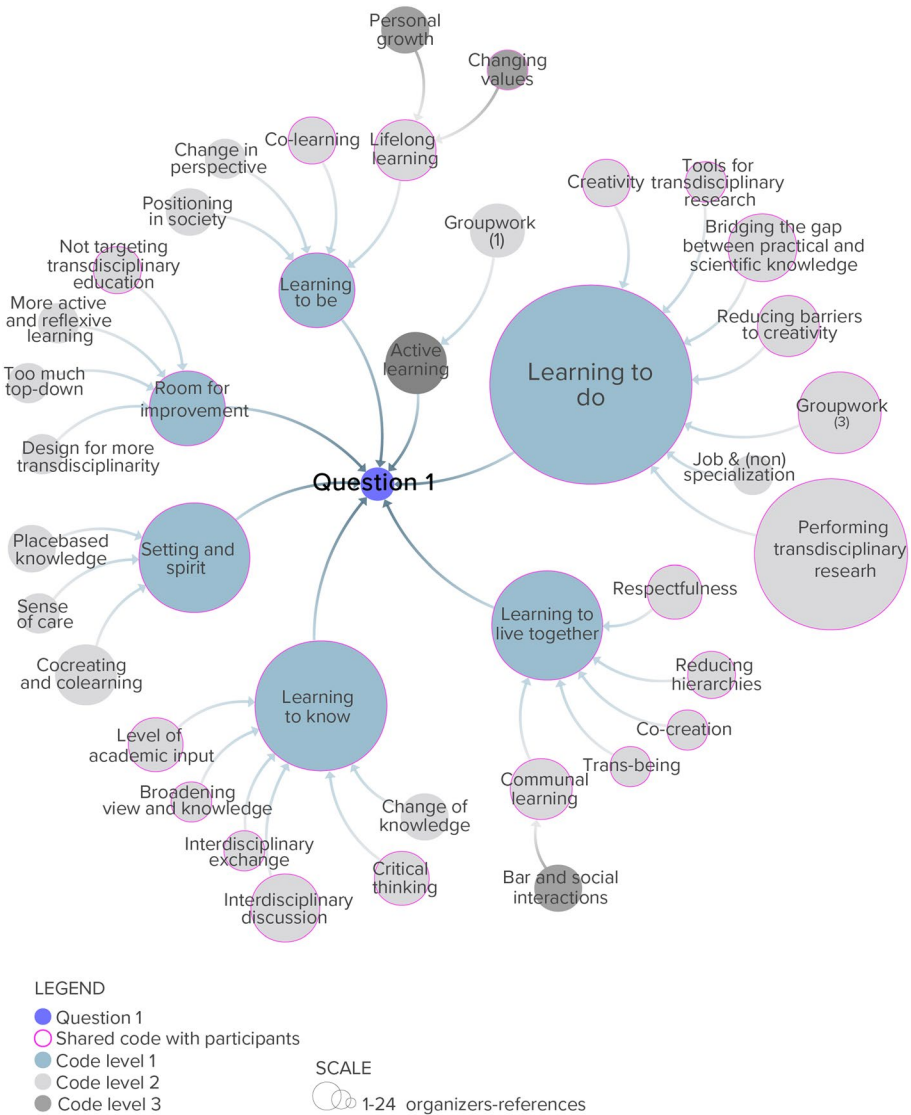 Personal
growth
Changing
values
Co-learning
Lifelong
learning
Change in
perspective
Positioning
in society
Groupwork
(1)
Creativity
Tools for
transdisciplinary
research
Bridging the gap
between practical and
scientific knowledge
Not targeting
transdisciplinary
education
Learning
to be
More active
and reflexive
learning
Reducing barriers
to creativity
Active
learning
Learning to
do
Too much
top-down
Room for
improvement
Groupwork
(3)
Design for more
transdisciplinarity
Job & (non)
specialization
Question 1
Performing
transdisciplinary
researh
Placebased
knowledge
Setting and
spirit
Sense
of care
Respectfulness
Learning to
live together
Cocreating
and colearning
Reducing
hierarchies
Learning
to know
Co-creation
Level of
academic input
Trans-being
Communal
learning
Broadening
view and knowledge
Change of
knowledge
Interdisciplinary
exchange
Critical
thinking
Bar and social
interactions
Interdisciplinary
discussion
LEGEND
Question 1
Shared code with participants
Code level 1
Code level 2
Code level 3
SCALE
1-24 organizers-references